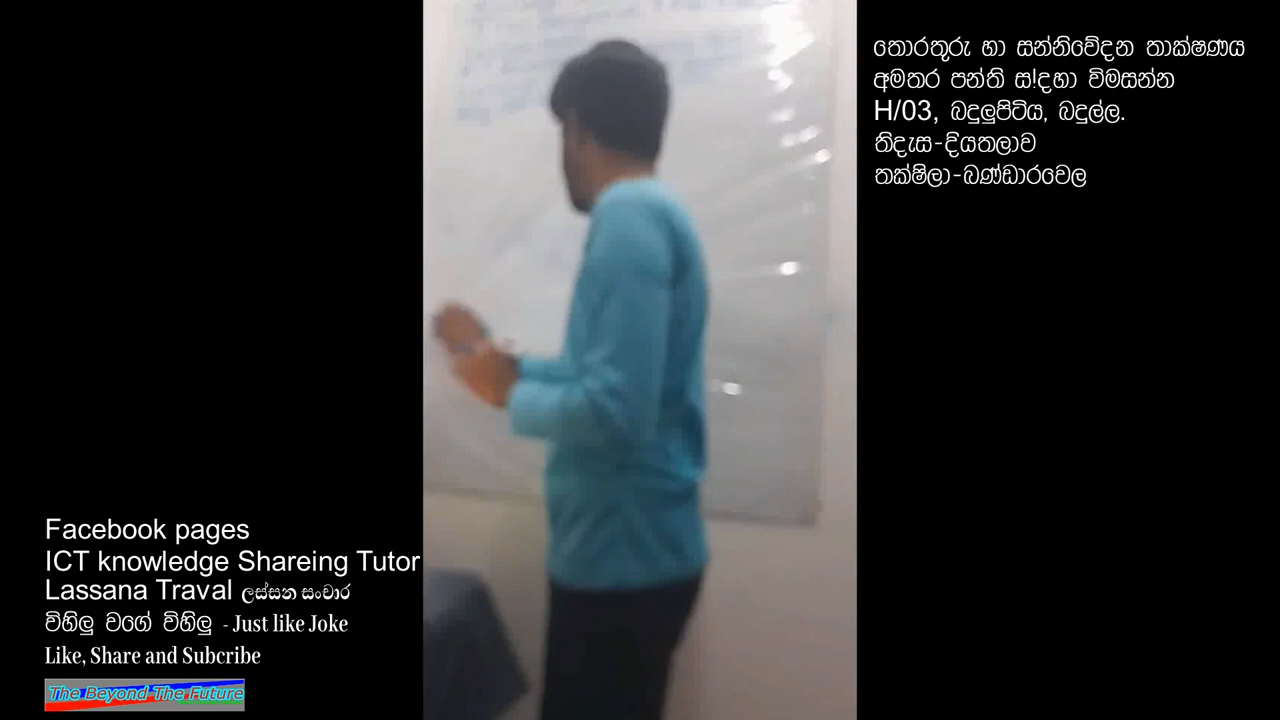 තොරතුරු හා සන්නිවේදන තාක්ෂණය
අමතර පන්ති ස!දහා විමසන්න
H/03, බදුලුපිටිය, බදුල්ල.
තිදැස-දියතලාව
තක්ෂිලා-බණ්ඩාරවෙල
Facebook pages
ICT knowledge Shareing Tutor
Lassana Traval ලස්සන සංචාර
විහිලු වගේ විහිලු - Just like Joke
Like, Share and Subcribe
The Beyond The Future